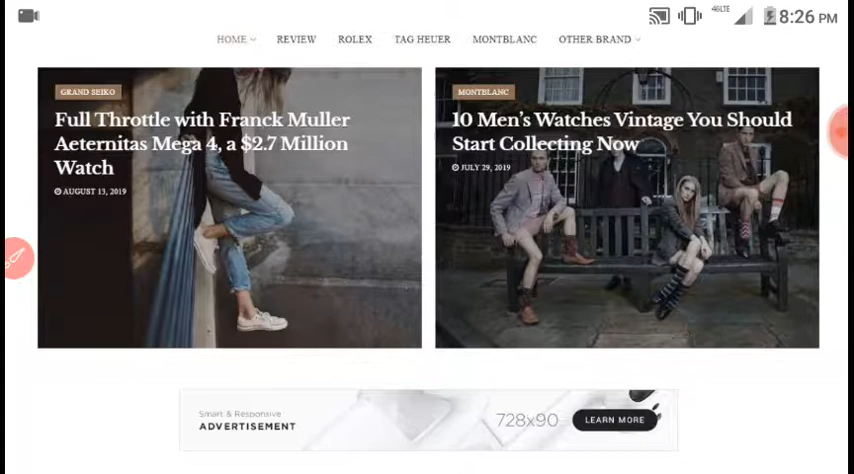 4G LTE 8:26 PM
HOME REVIEW ROLEX TAG HEUER MONTBLANC OTHER BRAND
GRAND SEIKO
Full Throttle with Franck Muller
Aeternitas Mega 4, a $2.7 Million
Watch
AUGUST 13, 2019
MONTBLANC
10 Men's Watches Vintage You Should
Start Collecting Now
JULY 29, 2019
Smart & Responsive
ADVERTISEMENT
728x90
LEARN MORE